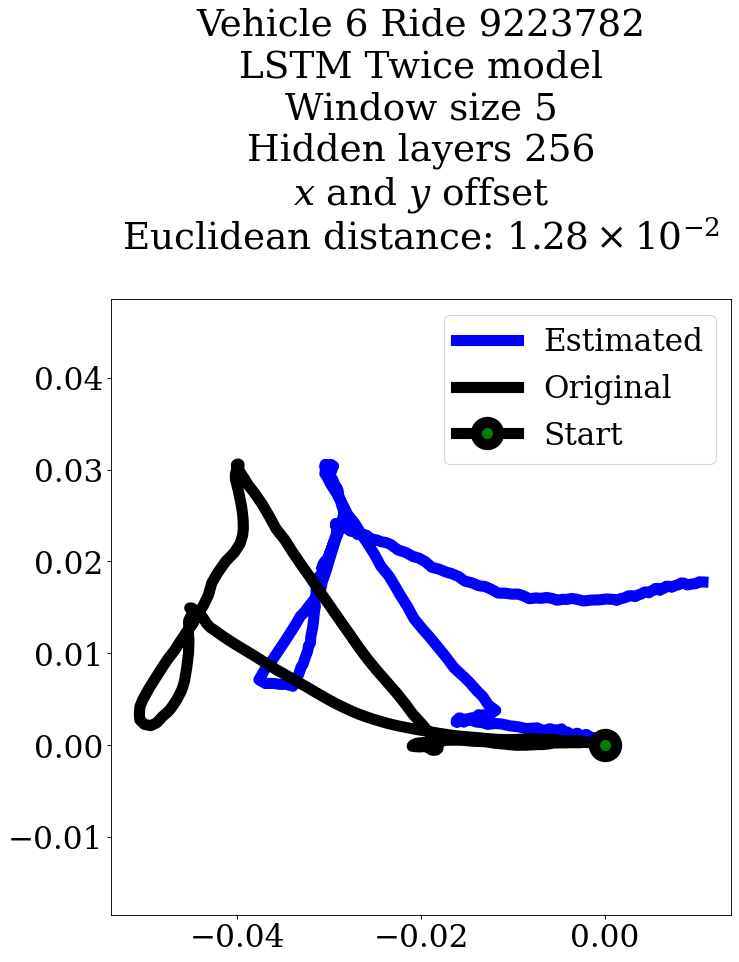 Vehicle 6 Ride 9223782
LSTM Twice model
Window size 5
Hidden layers 256
x and y offset
Euclidean distance: 1.28 × 10⁻²
Estimated
Original
Start
0.04
0.03
0.02
0.01
0.00
−0.01
−0.04
−0.02
0.00